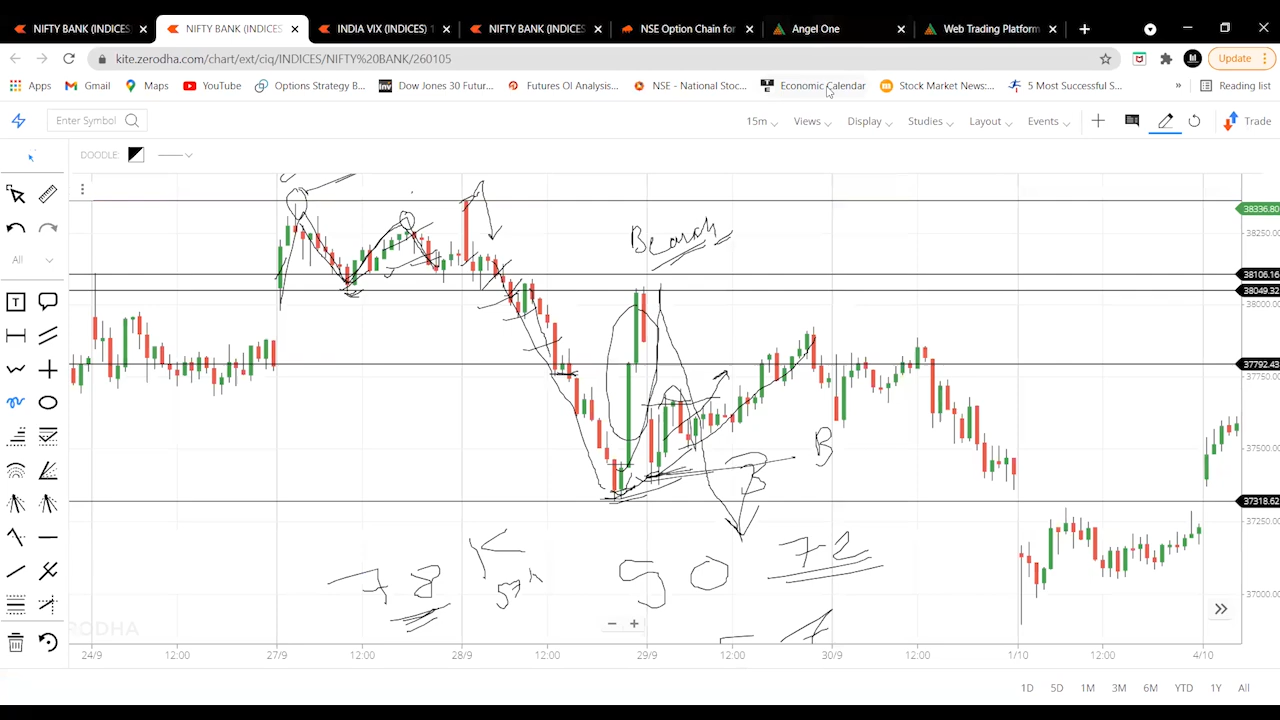 NIFTY BANK (INDICES
NIFTY BANK (INDICES)
INDIA VIX (INDICES) 1
NIFTY BANK (INDICES)
NSE Option Chain for
Angel One
Web Trading Platform
kite.zerodha.com/chart/ext/ciq/INDICES/NIFTY%20BANK/260105
Update
Apps
Gmail
Maps
YouTube
Options Strategy B...
Dow Jones 30 Futur...
Futures OI Analysis...
NSE - National Stoc...
Economic Calendar
Stock Market News:...
5 Most Successful S...
»
Reading list
Enter Symbol
15m
Views
Display
Studies
Layout
Events
Trade
DOODLE:
All
38336.80
38250.00
38106.16
38049.32
38000.00
37792.43
37750.00
37500.00
37318.62
37250.00
37000.00
B
50
78
24/9
12:00
27/9
12:00
28/9
12:00
29/9
12:00
30/9
12:00
1/10
12:00
4/10
1D
5D
1M
3M
6M
YTD
1Y
All